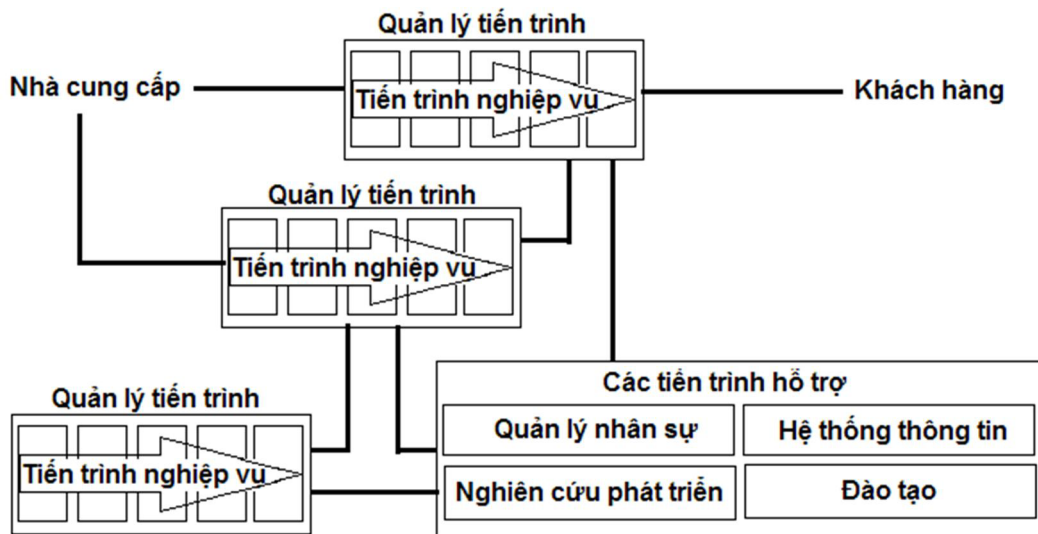 Quản lý tiến trình
Nhà cung cấp
Tiến trình nghiệp vụ
Khách hàng
Quản lý tiến trình
Tiến trình nghiệp vụ
Quản lý tiến trình
Tiến trình nghiệp vụ
Các tiến trình hỗ trợ
Quản lý nhân sự
Hệ thống thông tin
Nghiên cứu phát triển
Đào tạo